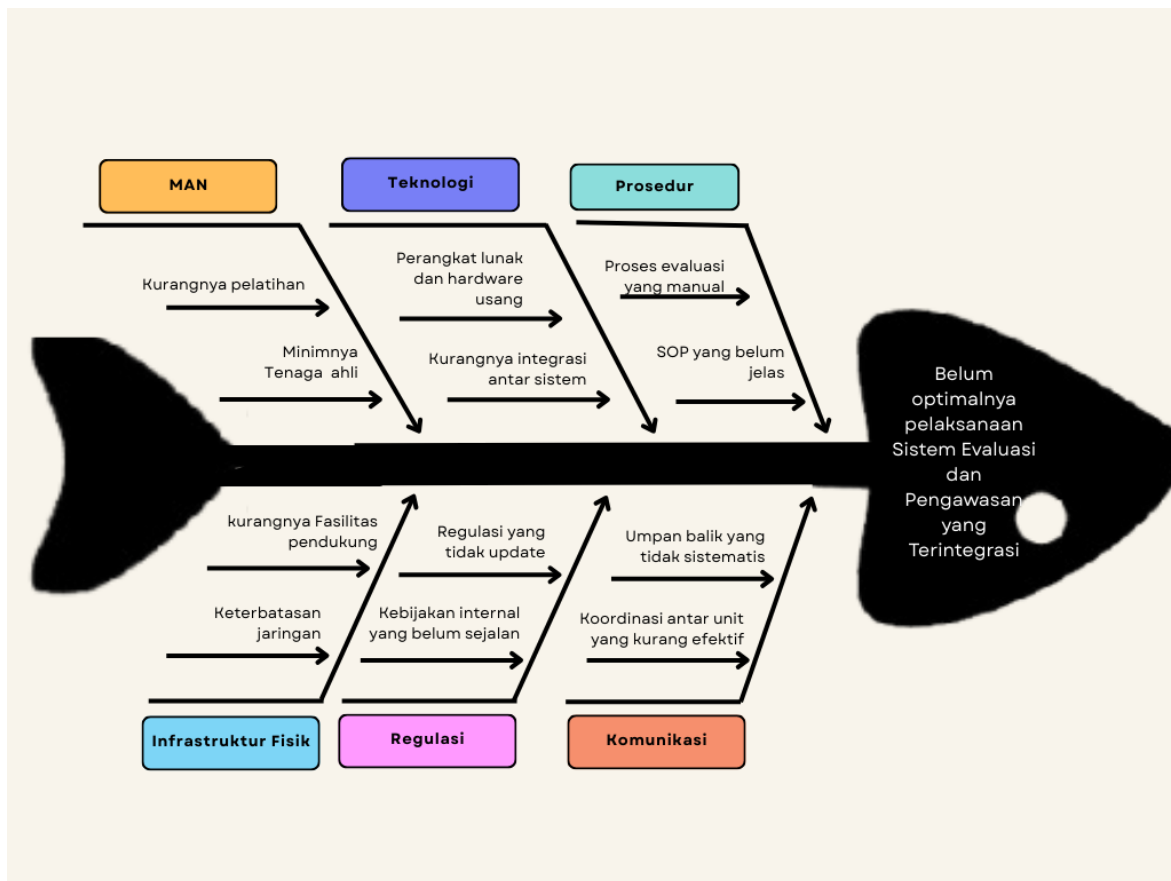 MAN
Teknologi
Prosedur
Kurangnya pelatihan
Minimnya
Tenaga ahli
Perangkat lunak
dan hardware
usang
Kurangnya integrasi
antar sistem
Proses evaluasi
yang manual
SOP yang belum
jelas
Belum
optimalnya
pelaksanaan
Sistem Evaluasi
dan
Pengawasan
yang
Terintegrasi
kurangnya Fasilitas
pendukung
Keterbatasan
jaringan
Regulasi yang
tidak update
Kebijakan internal
yang belum sejalan
Umpan balik yang
tidak sistematis
Koordinasi antar unit
yang kurang efektif
Infrastruktur Fisik
Regulasi
Komunikasi